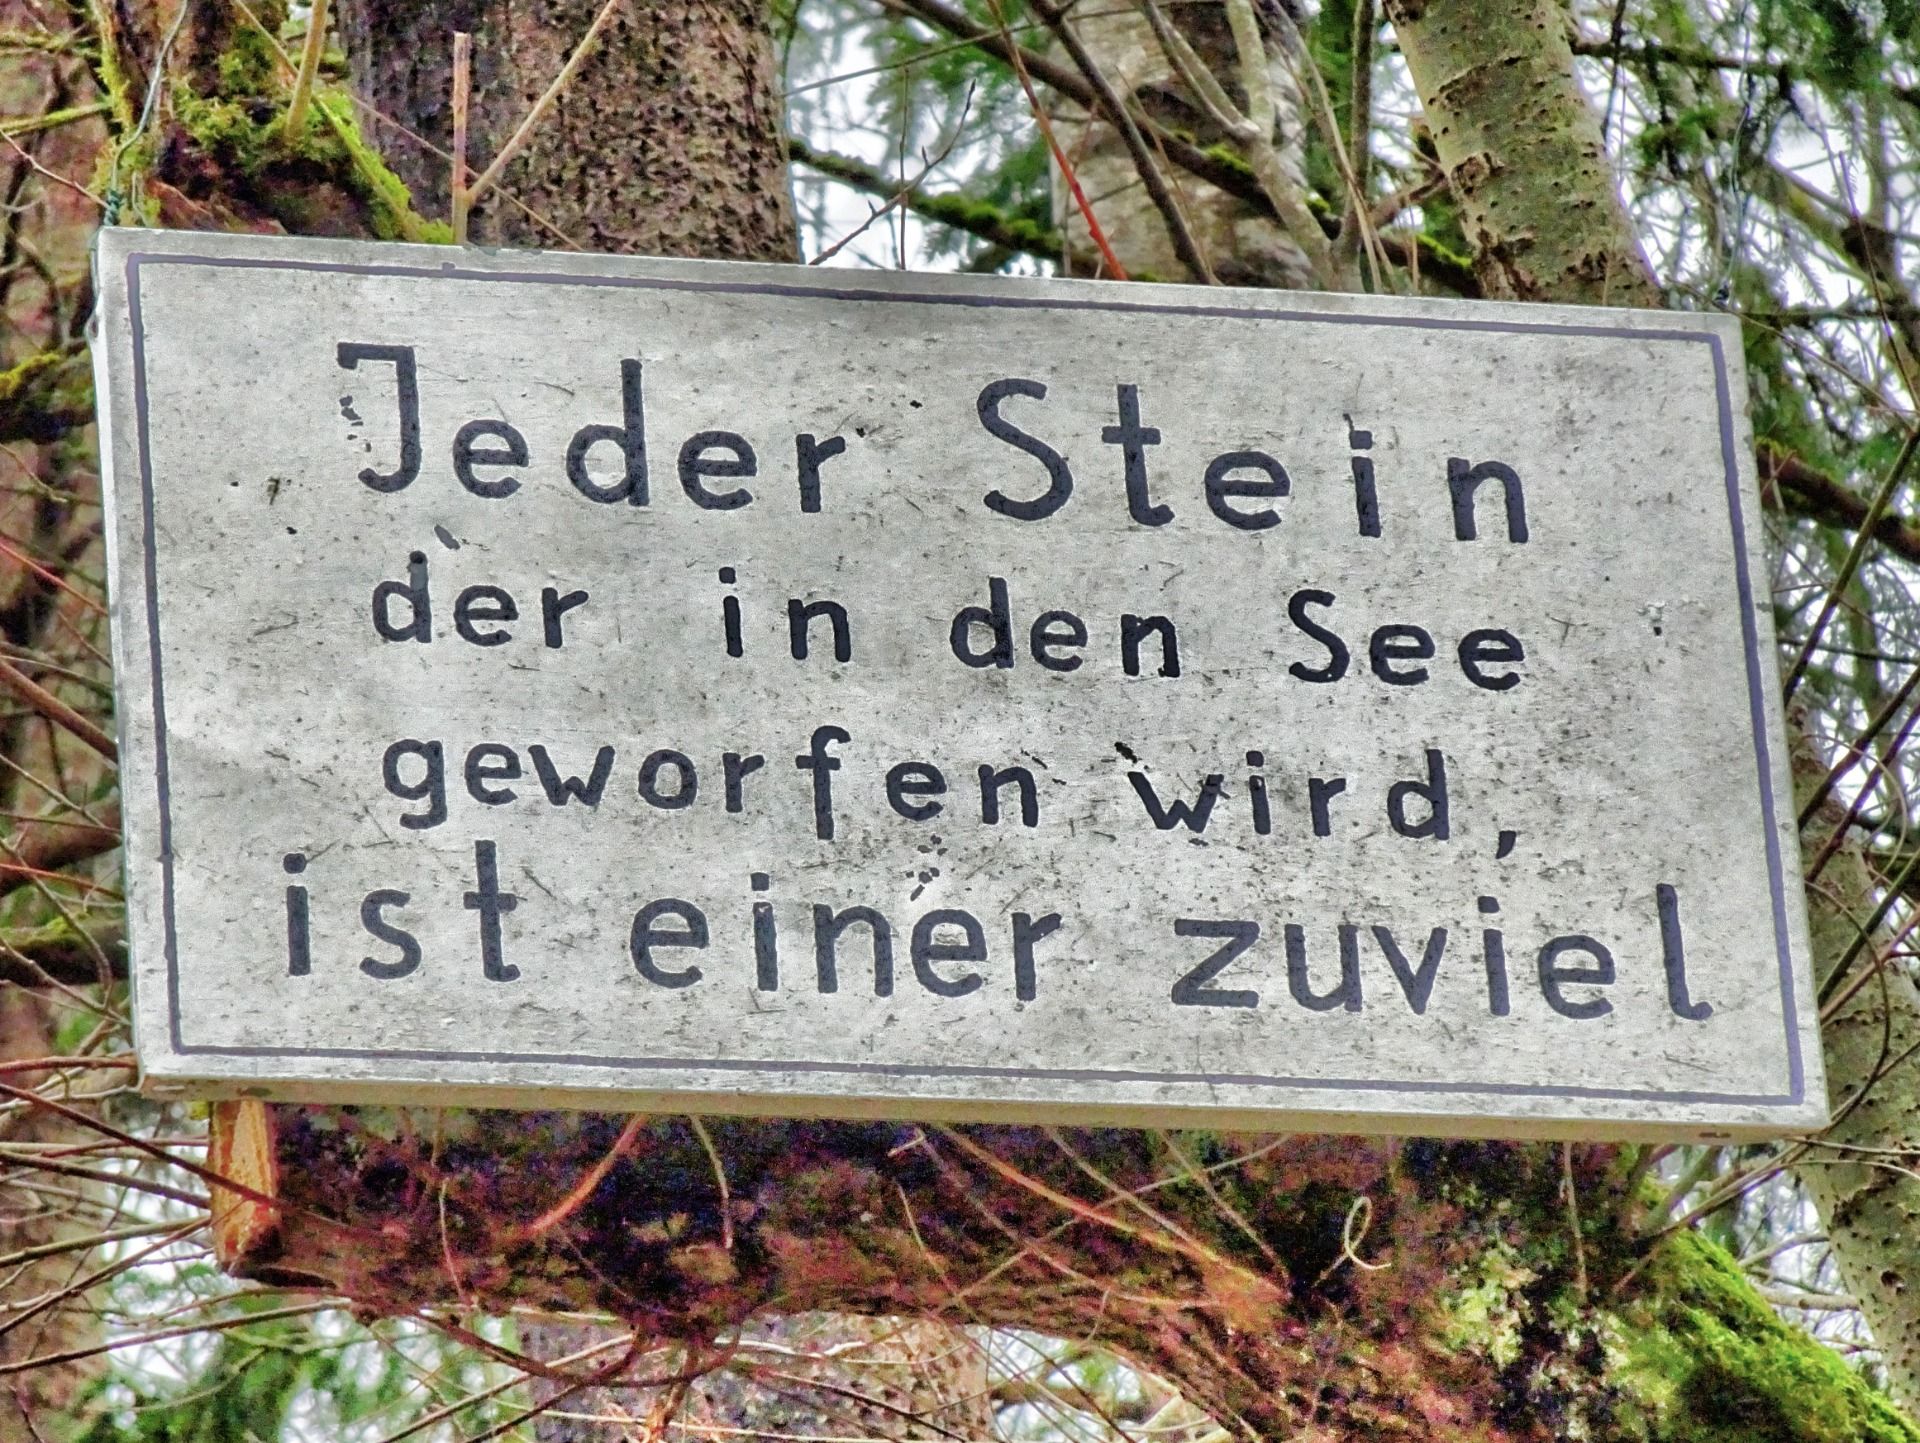 Jeder Stein
der in den See
geworfen wird,
ist einer zuviel